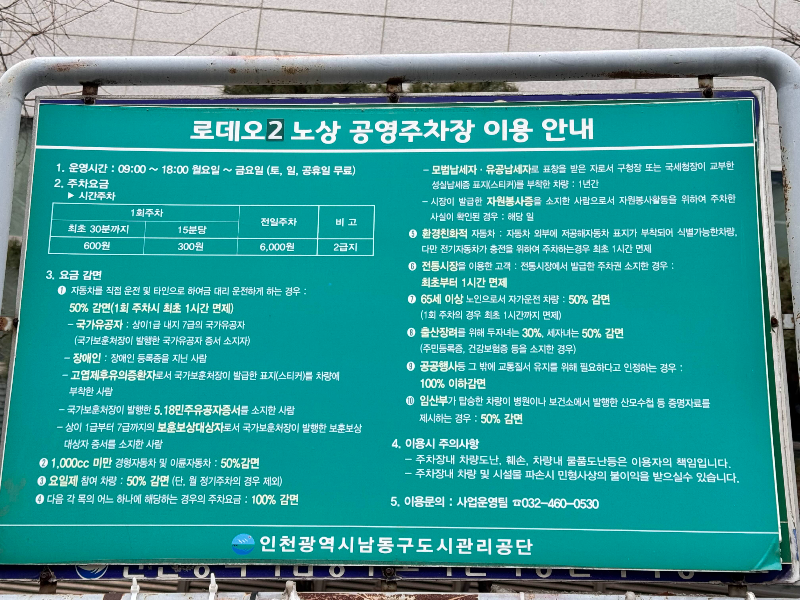 로데오2 노상 공영주차장 이용 안내
1. 운영시간 : 09:00 ~ 18:00 월요일 ~ 금요일 (토, 일, 공휴일 무료)
2. 주차요금
▶ 시간주차
1회주차 전일주차 비 고
최초 30분까지 15분당
600원 300원 6,000원 2급지
3. 요금 감면
❶ 자동차를 직접 운전 및 타인으로 하여금 대리 운전하게 하는 경우 :
50% 감면(1회 주차시 최초 1시간 면제)
- 국가유공자 : 상이1급 내지 7급의 국가유공자
(국가보훈처장이 발행한 국가유공자 증서 소지자)
- 장애인 : 장애인 등록증을 지닌 사람
- 고엽제후유의증환자로서 국가보훈처장이 발급한 표지(스티커)를 차량에
부착한 사람
- 국가보훈처장이 발행한 5.18민주유공자증서를 소지한 사람
- 상이 1급부터 7급까지의 보훈보상대상자로서 국가보훈처장이 발행한 보훈보상
대상자 증서를 소지한 사람
❷ 1,000cc 미만 경형자동차 및 이륜자동차 : 50%감면
❸ 요일제 참여 차량 : 50% 감면 (단, 월 정기주차의 경우 제외)
❹ 다음 각 목의 어느 하나에 해당하는 경우의 주차요금 : 100% 감면
- 모범납세자 · 유공납세자로 표창을 받은 자로서 구청장 또는 국세청장이 교부한
성실납세증 표지(스티커)를 부착한 차량 : 1년간
- 시장이 발급한 자원봉사증을 소지한 사람으로서 자원봉사활동을 위하여 주차한
사실이 확인된 경우 : 해당 일
❺ 환경친화적 자동차 : 자동차 외부에 저공해자동차 표지가 부착되어 식별가능한차량,
다만 전기자동차가 충전을 위하여 주차하는경우 최초 1시간 면제
❻ 전통시장을 이용한 고객 : 전통시장에서 발급한 주차권 소지한 경우 :
최초부터 1시간 면제
❼ 65세 이상 노인으로서 자가운전 차량 : 50% 감면
(1회 주차의 경우 최초 1시간까지 면제)
❽ 출산장려를 위해 두자녀는 30%, 세자녀는 50% 감면
(주민등록증, 건강보험증 등을 소지한 경우)
❾ 공공행사등 그 밖에 교통질서 유지를 위해 필요하다고 인정하는 경우 :
100% 이하감면
❿ 임산부가 탑승한 차량이 병원이나 보건소에서 발행한 산모수첩 등 증명자료를
제시하는 경우 : 50% 감면
4. 이용시 주의사항
- 주차장내 차량도난, 훼손, 차량내 물품도난등은 이용자의 책임입니다.
- 주차장내 차량 및 시설물 파손시 민형사상의 불이익을 받으실수 있습니다.
5. 이용문의 : 사업운영팀 ☎032-460-0530
인천광역시남동구도시관리공단